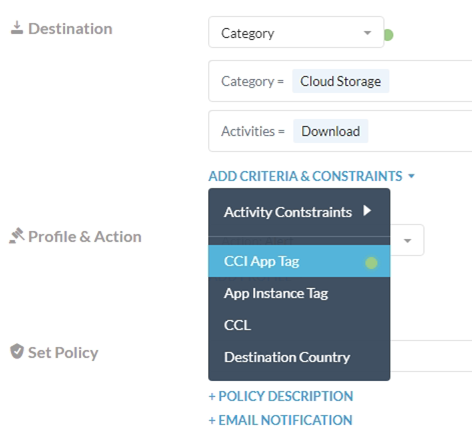 Destination
Category
Category = Cloud Storage
Activities = Download
ADD CRITERIA & CONSTRAINTS
Activity Contstraints
Profile & Action
CCI App Tag
App Instance Tag
CCL
Set Policy
Destination Country
+ POLICY DESCRIPTION
+ EMAIL NOTIFICATION